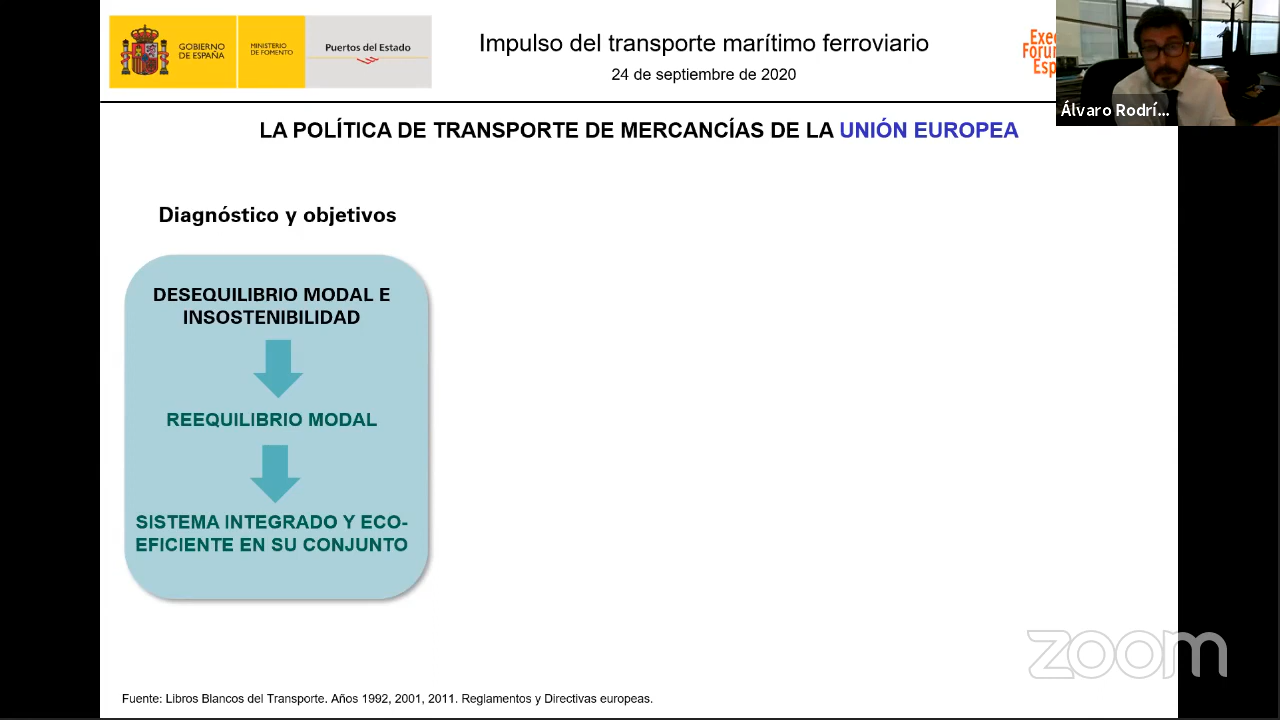 GOBIERNO
DE ESPAÑA
MINISTERIO
DE FOMENTO
Puertos del Estado
Impulso del transporte marítimo ferroviario
24 de septiembre de 2020
Álvaro Rodrí...
LA POLÍTICA DE TRANSPORTE DE MERCANCÍAS DE LA UNIÓN EUROPEA
Diagnóstico y objetivos
DESEQUILIBRIO MODAL E
INSOSTENIBILIDAD
REEQUILIBRIO MODAL
SISTEMA INTEGRADO Y ECO-
EFICIENTE EN SU CONJUNTO
zoom
Fuente: Libros Blancos del Transporte. Años 1992, 2001, 2011. Reglamentos y Directivas europeas.